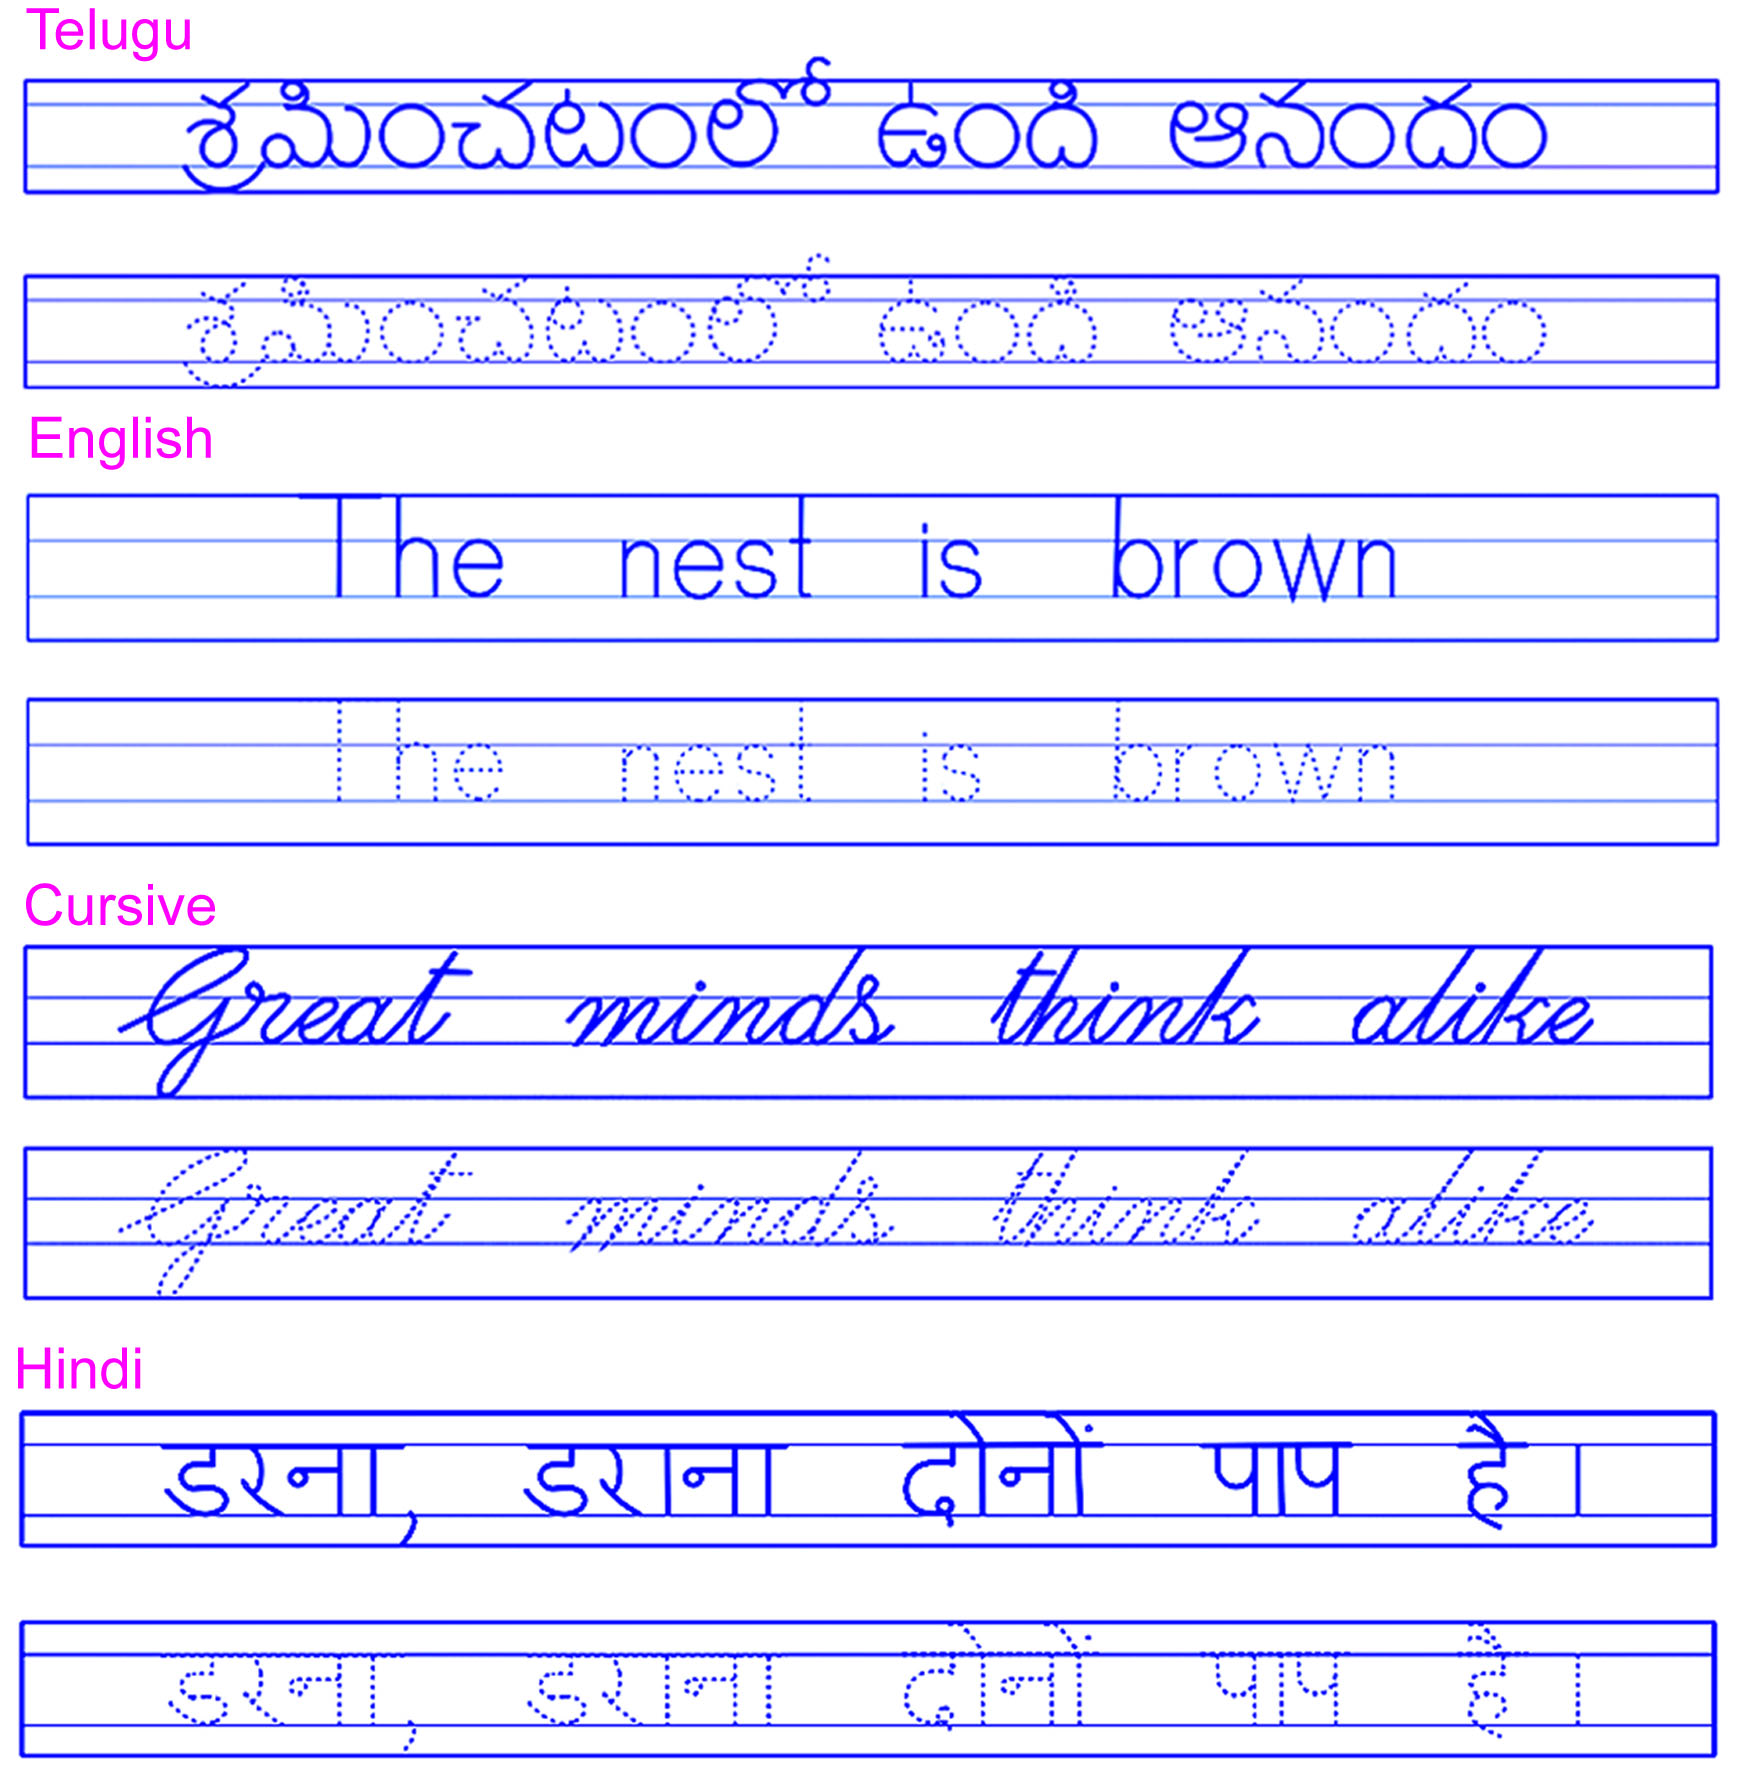 Telugu
శ్రమించటంలో ఉంది ఆనందం
శ్రమించటంలో ఉంది ఆనందం
English
The nest is brown
The nest is brown
Cursive
Great minds think alike
Great minds think alike
Hindi
डरना, डराना दोनों पाप है।
डरना, डराना दोनों पाप है।